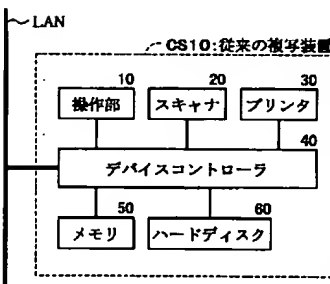 LAN
CS10:従来の複写装置
10
20
30
操作部
スキャナ
プリンタ
40
デバイスコントローラ
50
60
メモリ
ハードディスク